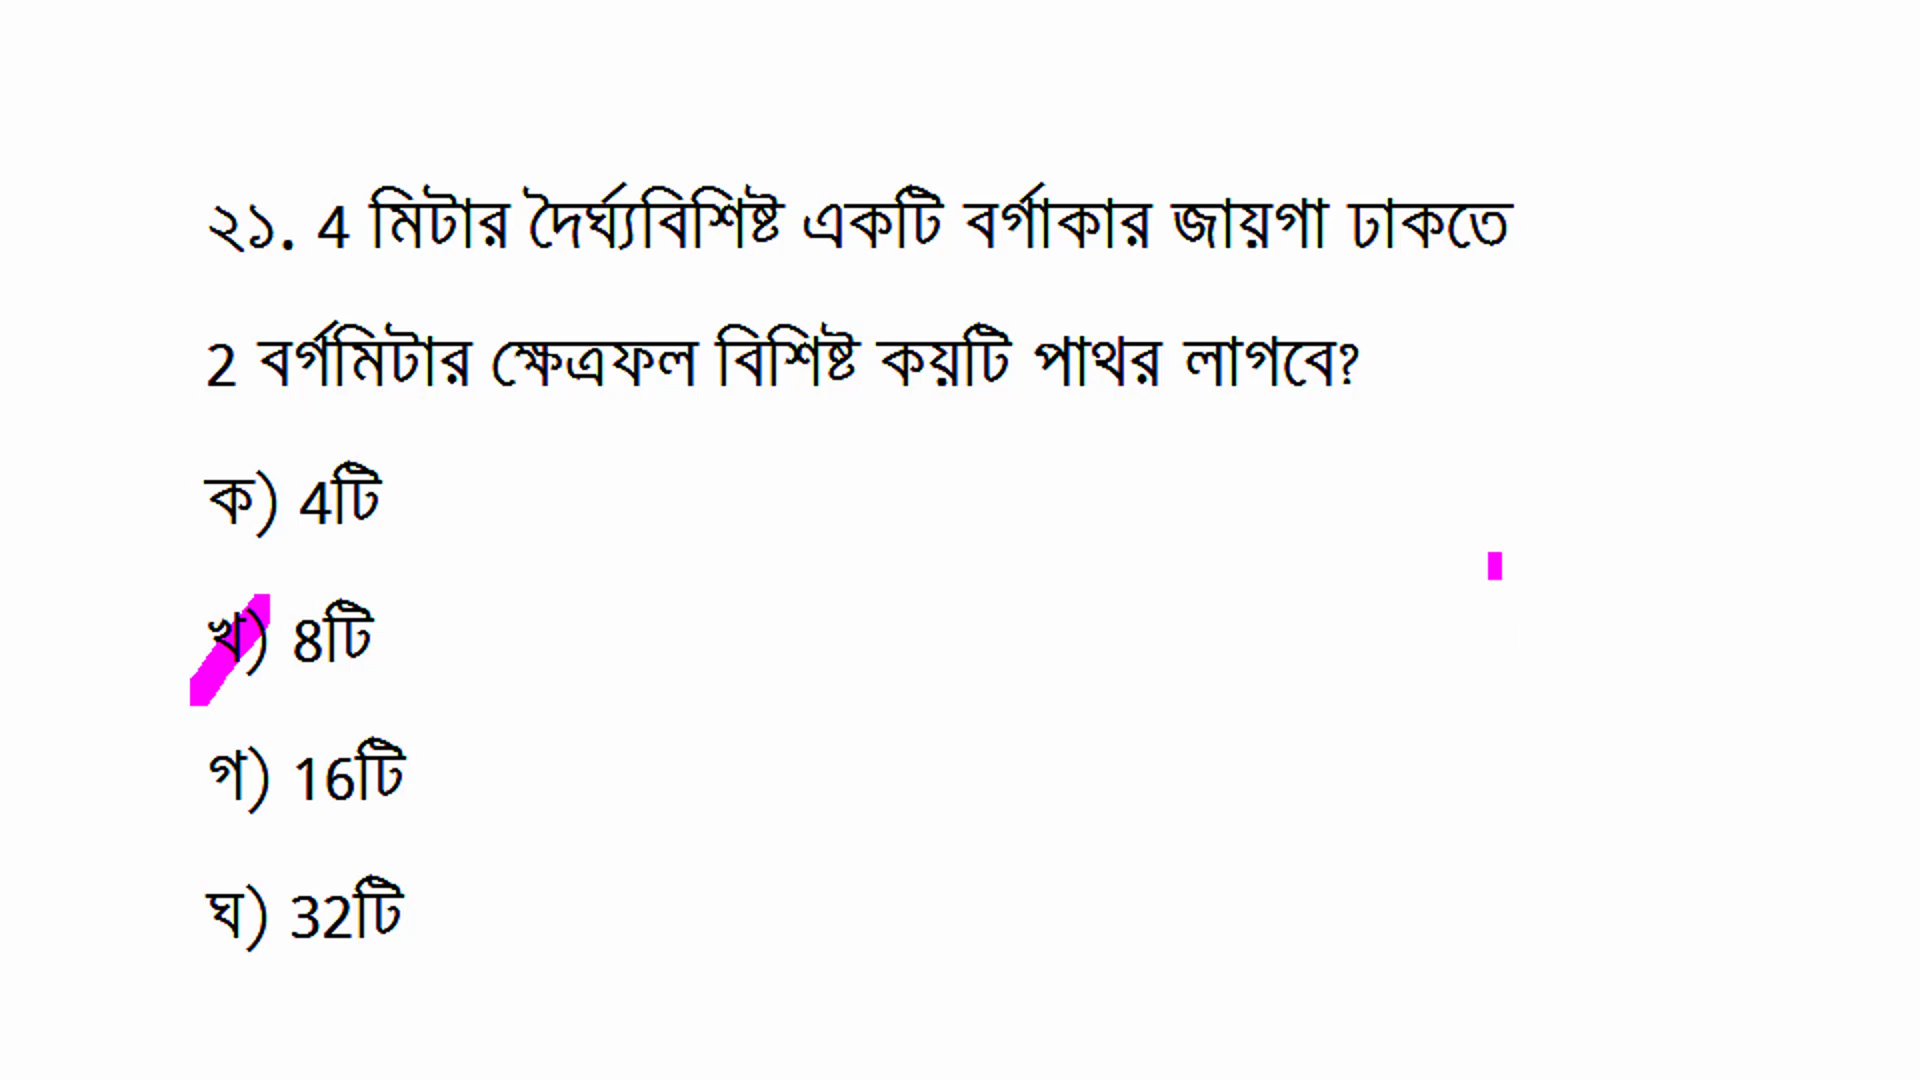 ২১. 4 মিটার দৈর্ঘ্যবিশিষ্ট একটি বর্গাকার জায়গা ঢাকতে
2 বর্গমিটার ক্ষেত্রফল বিশিষ্ট কয়টি পাথর লাগবে?
ক) 4টি
খ) 8টি
গ) 16টি
ঘ) 32টি